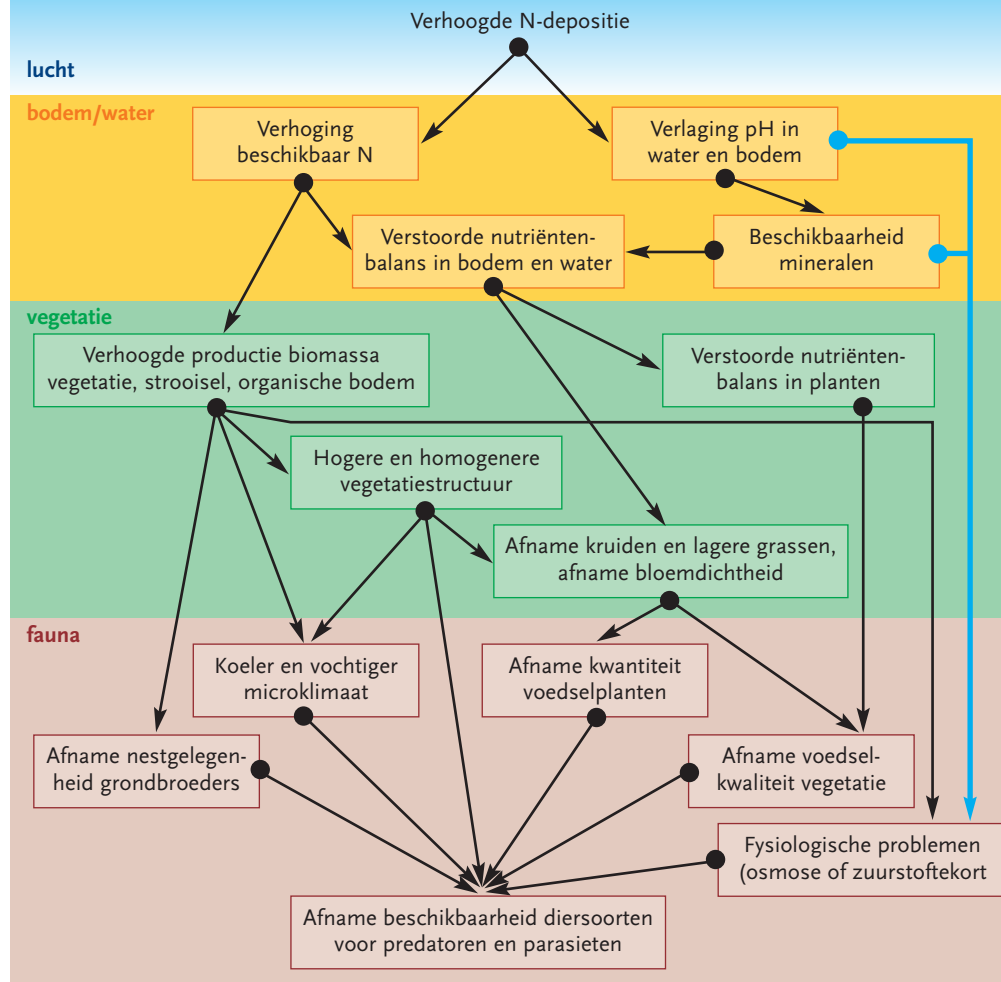 Verhoogde N-depositie
lucht
bodem/water
Verhoging
beschikbaar N
Verlaging pH in
water en bodem
Verstoorde nutriënten-
balans in bodem en water
Beschikbaarheid
mineralen
vegetatie
Verhoogde productie biomassa
vegetatie, strooisel, organische bodem
Verstoorde nutriënten-
balans in planten
Hogere en homogenere
vegetatiestructuur
Afname kruiden en lagere grassen,
afname bloemdichtheid
fauna
Koeler en vochtiger
microklimaat
Afname kwantiteit
voedselplanten
Afname nestgelegen-
heid grondbroeders
Afname voedsel-
kwaliteit vegetatie
Fysiologische problemen
(osmose of zuurstoftekort
Afname beschikbaarheid diersoorten
voor predatoren en parasieten